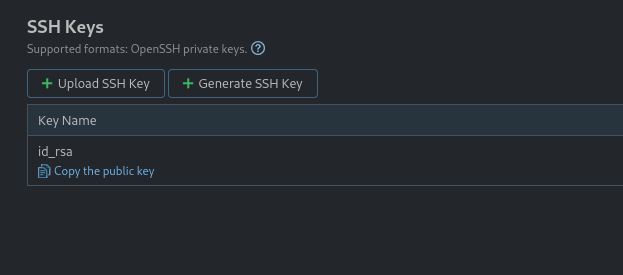 SSH Keys
Supported formats: OpenSSH private keys. ?
+ Upload SSH Key + Generate SSH Key
Key Name
id_rsa
Copy the public key